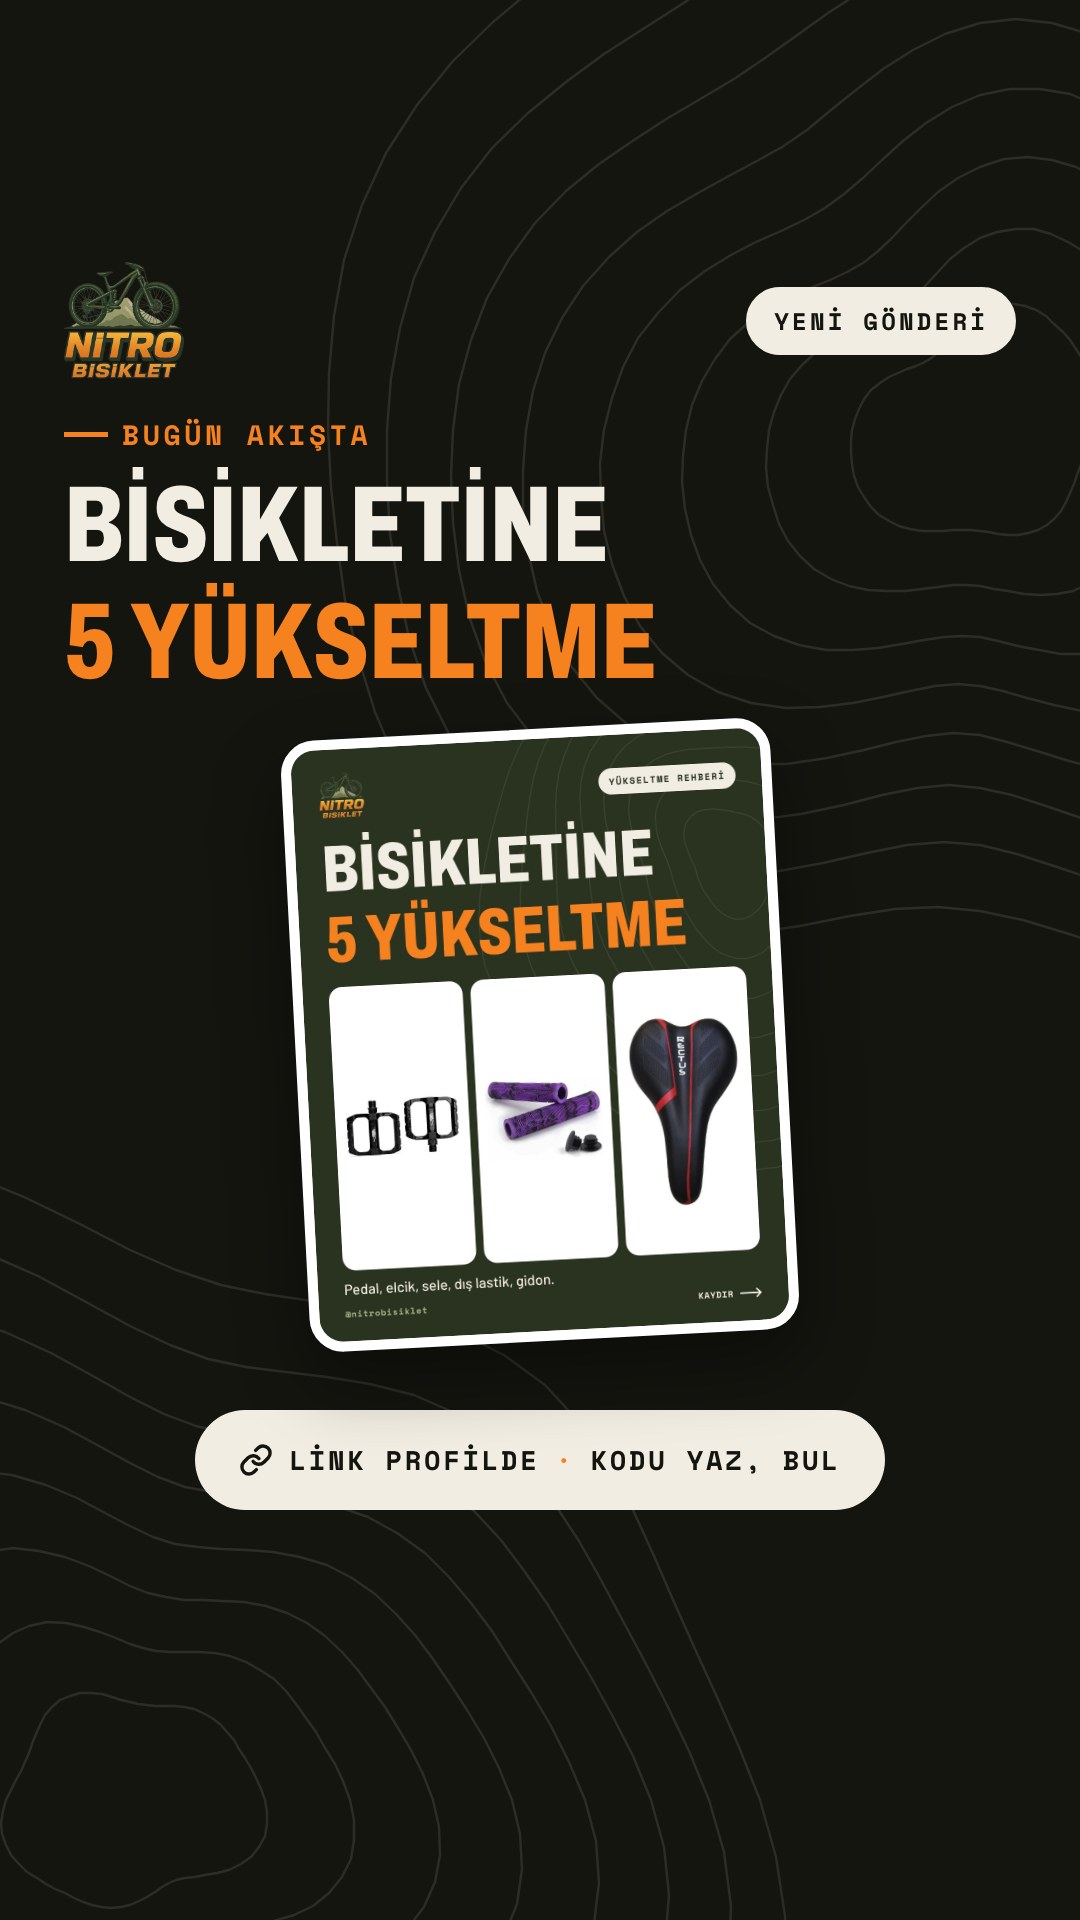 NiTRO
BiSiKLET
YENİ GÖNDERİ
BUGÜN AKIŞTA
BİSİKLETİNE
5 YÜKSELTME
NiTRO
BiSiKLET
YÜKSELTME REHBERİ
BİSİKLETİNE
5 YÜKSELTME
RECTUS
Pedal, elcik, sele, dış lastik, gidon.
@nitrobisiklet
KAYDIR
LİNK PROFİLDE · KODU YAZ, BUL